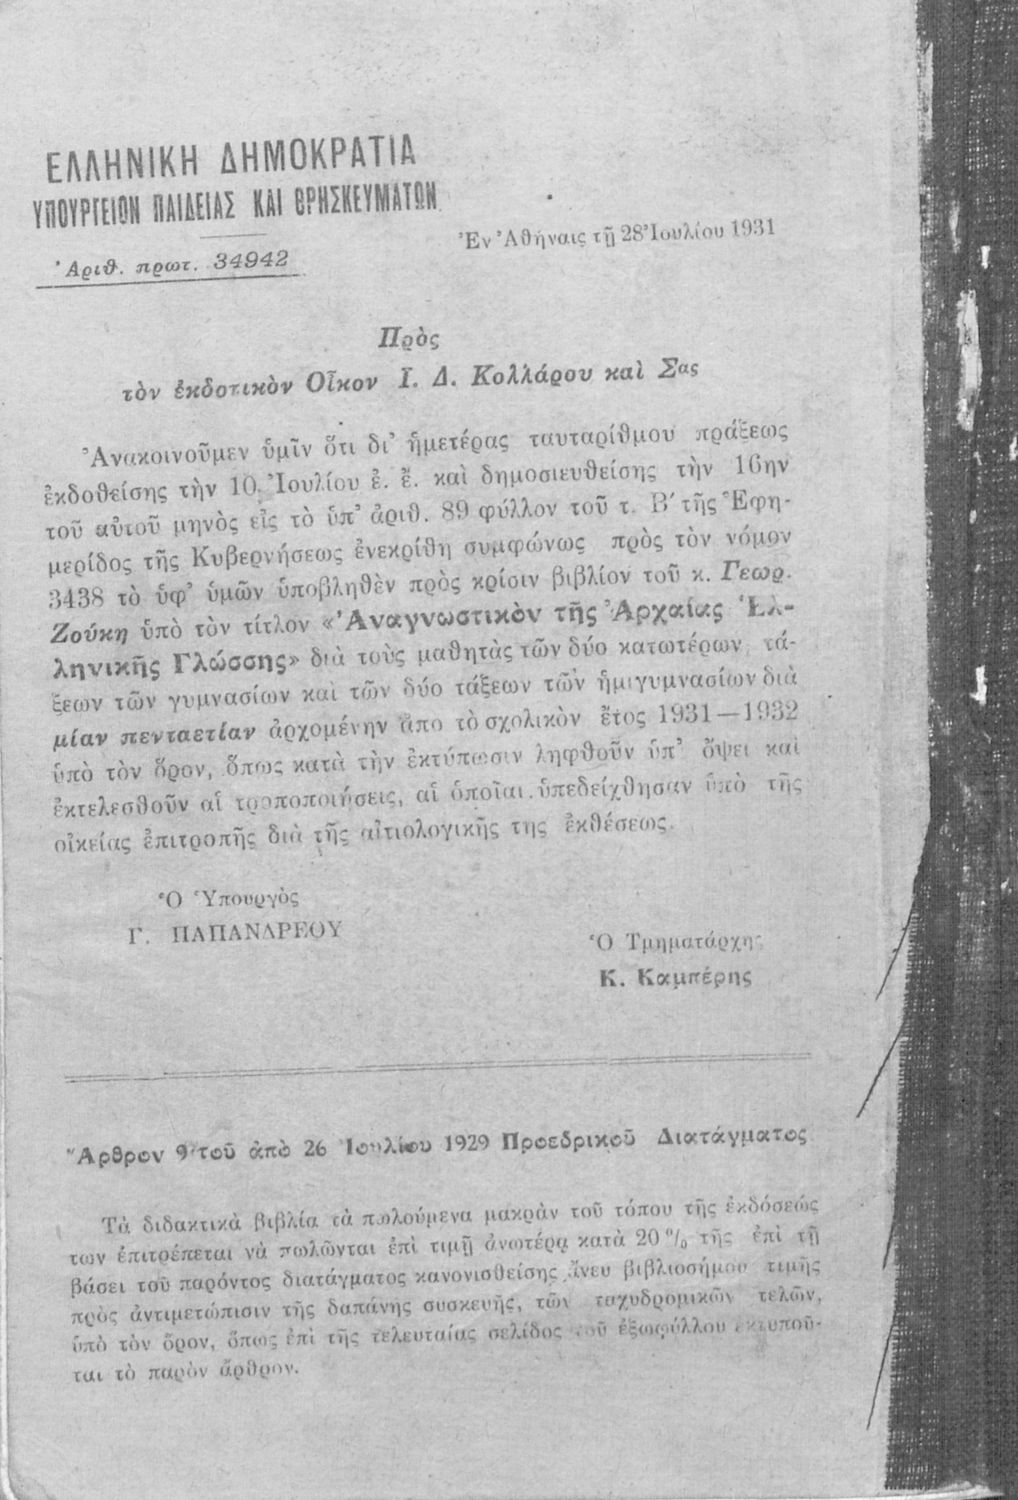 ΕΛΛΗΝΙΚΗ ΔΗΜΟΚΡΑΤΙΑ
ΥΠΟΥΡΓΕΙΟΝ ΠΑΙΔΕΙΑΣ ΚΑΙ ΘΡΗΣΚΕΥΜΑΤΩΝ
Ἀριθ. πρωτ. 34942
Ἐν Ἀθήναις τῇ 28 Ἰουλίου 1931
Πρὸς
τὸν ἐκδοτικὸν Οἶκον Ι. Δ. Κολλάρου καὶ Σας
Ἀνακοινοῦμεν ὑμῖν ὅτι δι’ ἡμετέρας ταυταρίθμου πράξεως
ἐκδοθείσης τὴν 10 Ἰουλίου ἐ. ἔ. καὶ δημοσιευθείσης τὴν 16ην
τοῦ αὐτοῦ μηνὸς εἰς τὸ ὑπ’ ἀριθ. 89 φύλλον τοῦ τ. Β′ τῆς Ἐφη-
μερίδος τῆς Κυβερνήσεως ἐνεκρίθη συμφώνως πρὸς τὸν νόμον
3438 τὸ ὑφ’ ὑμῶν ὑποβληθὲν πρὸς κρίσιν βιβλίον τοῦ κ. Γεωρ.
Ζούκη ὑπὸ τὸν τίτλον «Ἀναγνωστικὸν τῆς Ἀρχαίας Ἑλ-
ληνικῆς Γλώσσης» διὰ τοὺς μαθητὰς τῶν δύο κατωτέρων τά-
ξεων τῶν γυμνασίων καὶ τῶν δύο τάξεων τῶν ἡμιγυμνασίων διὰ
μίαν πενταετίαν ἀρχομένην ἀπο τὸ σχολικὸν ἔτος 1931—1932
ὑπὸ τὸν ὅρον, ὅπως κατὰ τὴν ἐκτύπωσιν ληφθοῦν ὑπ’ ὄψει καὶ
ἐκτελεσθοῦν αἱ τροποποιήσεις, αἱ ὁποῖαι ὑπεδείχθησαν ὑπὸ τῆς
οἰκείας ἐπιτροπῆς διὰ τῆς αἰτιολογικῆς της ἐκθέσεως.
Ὁ Ὑπουργὸς
Γ. ΠΑΠΑΝΔΡΕΟΥ
Ὁ Τμηματάρχης
Κ. Καμπέρης
Ἄρθρον 9 τοῦ ἀπὸ 26 Ἰουλίου 1929 Προεδρικοῦ Διατάγματος
Τὰ διδακτικὰ βιβλία τὰ πωλούμενα μακρὰν τοῦ τόπου τῆς ἐκδόσεώς
των ἐπιτρέπεται νὰ πωλῶνται ἐπὶ τιμῇ ἀνωτέρᾳ κατὰ 20 % τῆς ἐπὶ τῇ
βάσει τοῦ παρόντος διατάγματος κανονισθείσης ἄνευ βιβλιοσήμου τιμῆς
πρὸς ἀντιμετώπισιν τῆς δαπάνης συσκευῆς, τῶν ταχυδρομικῶν τελῶν,
ὑπὸ τὸν ὅρον, ὅπως ἐπὶ τῆς τελευταίας σελίδος τοῦ ἐξωφύλλου ἐκτυποῦ-
ται τὸ παρὸν ἄρθρον.